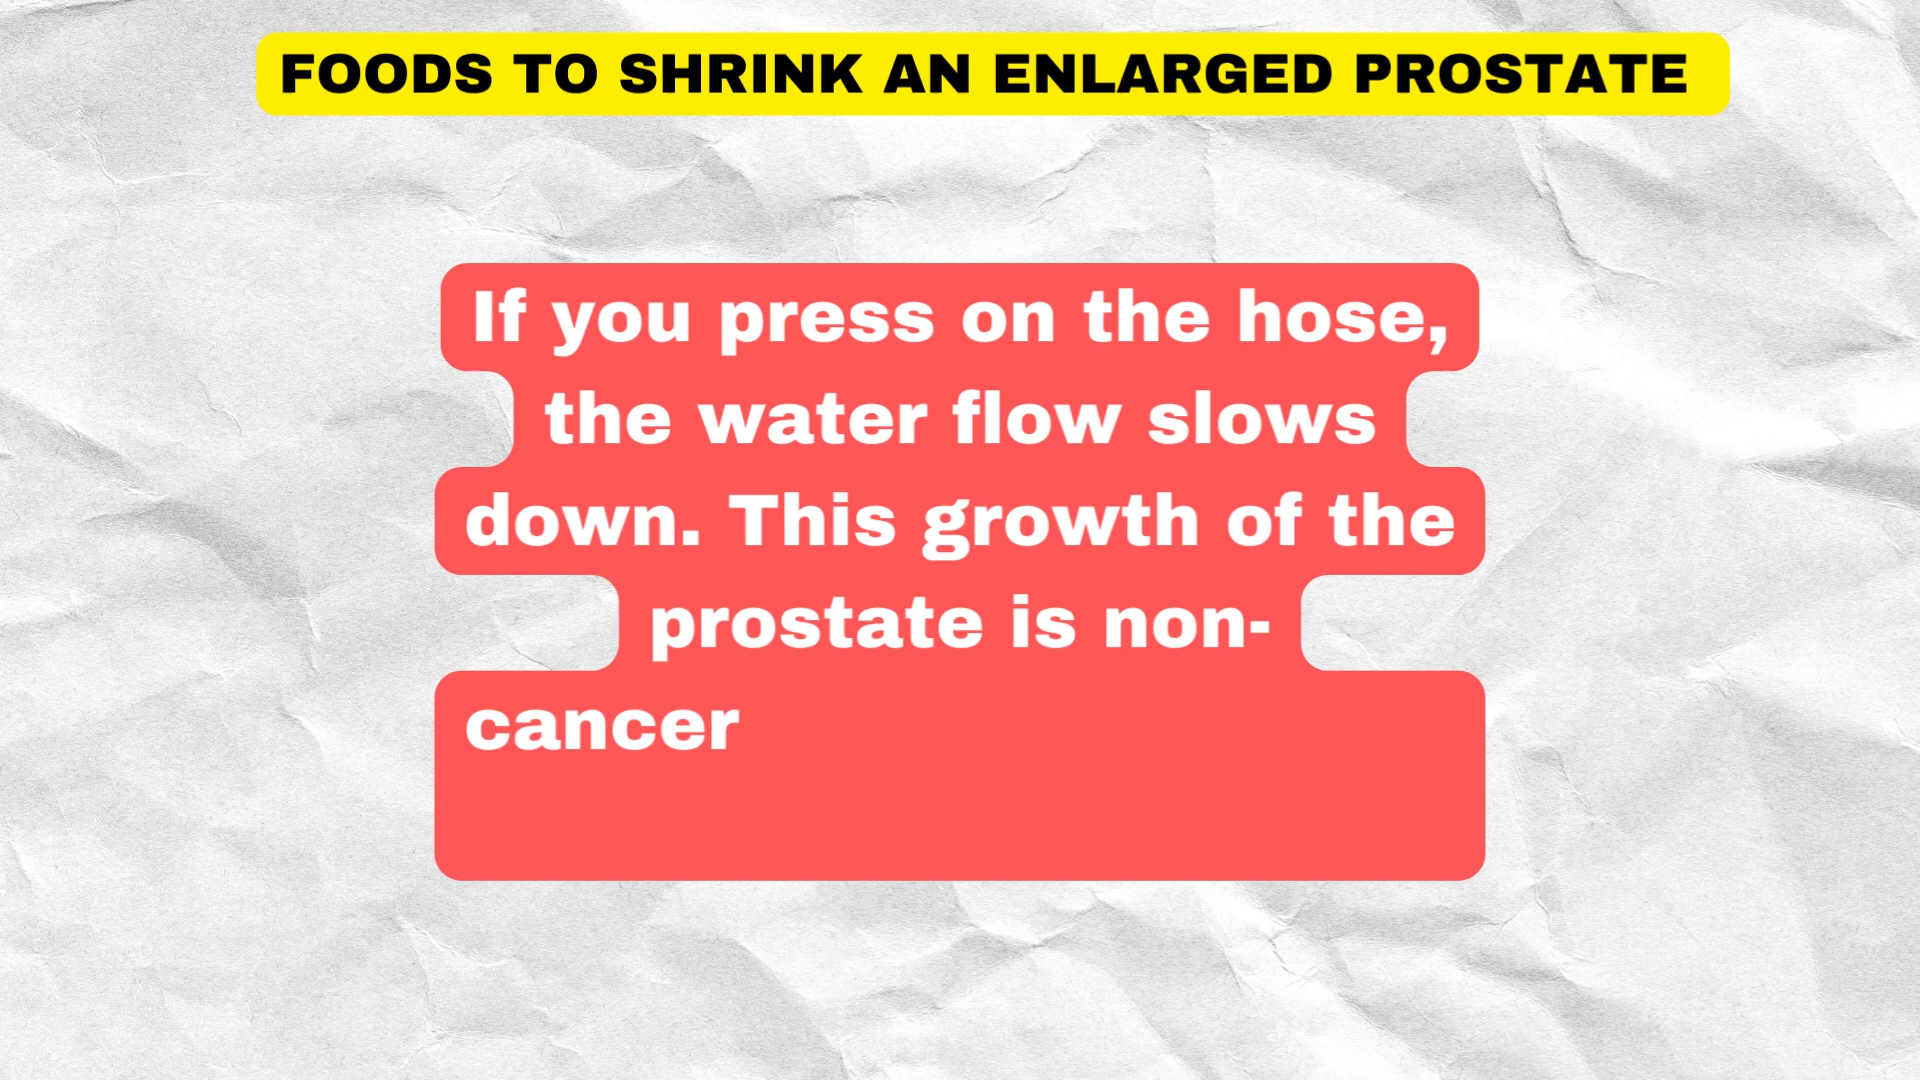 FOODS TO SHRINK AN ENLARGED PROSTATE
If you press on the hose,
the water flow slows
down. This growth of the
prostate is non-
cancer